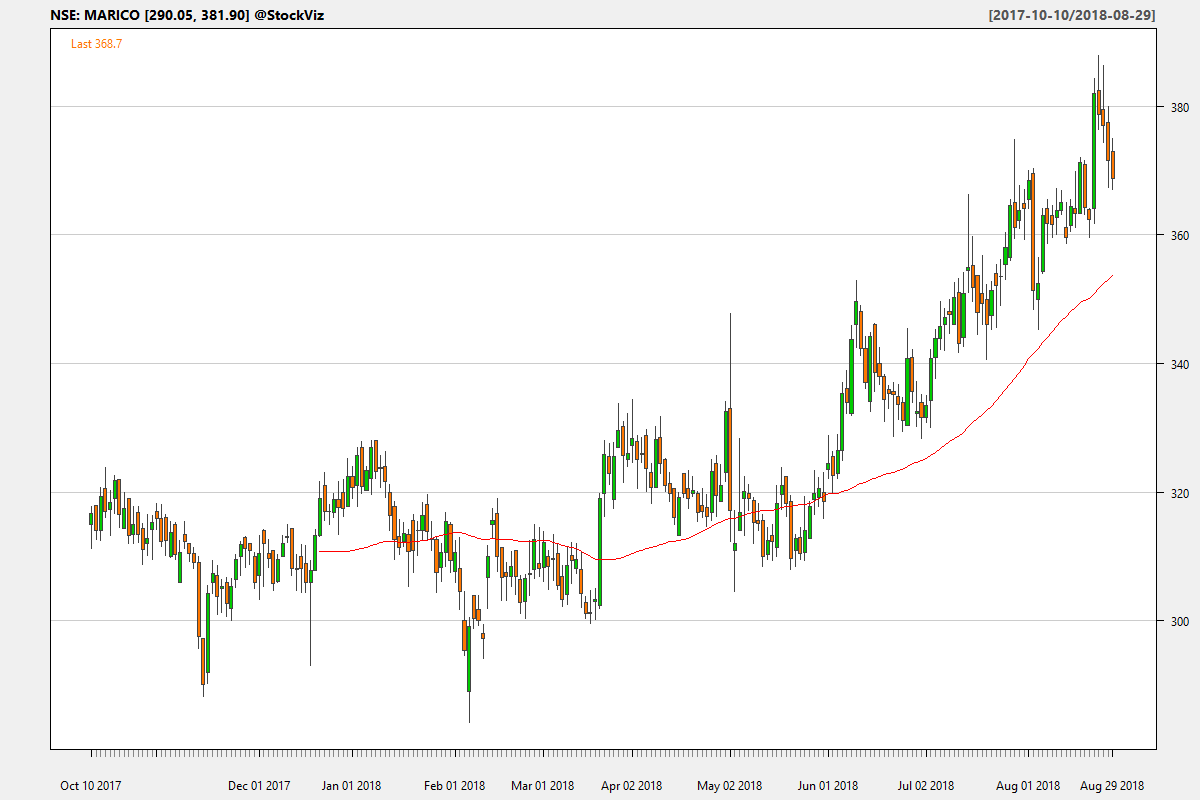 NSE: MARICO [290.05, 381.90] @StockViz [2017-10-10/2018-08-29]
Last 368.7
380
360
340
320
300
Oct 10 2017 Dec 01 2017 Jan 01 2018 Feb 01 2018 Mar 01 2018 Apr 02 2018 May 02 2018 Jun 01 2018 Jul 02 2018 Aug 01 2018 Aug 29 2018